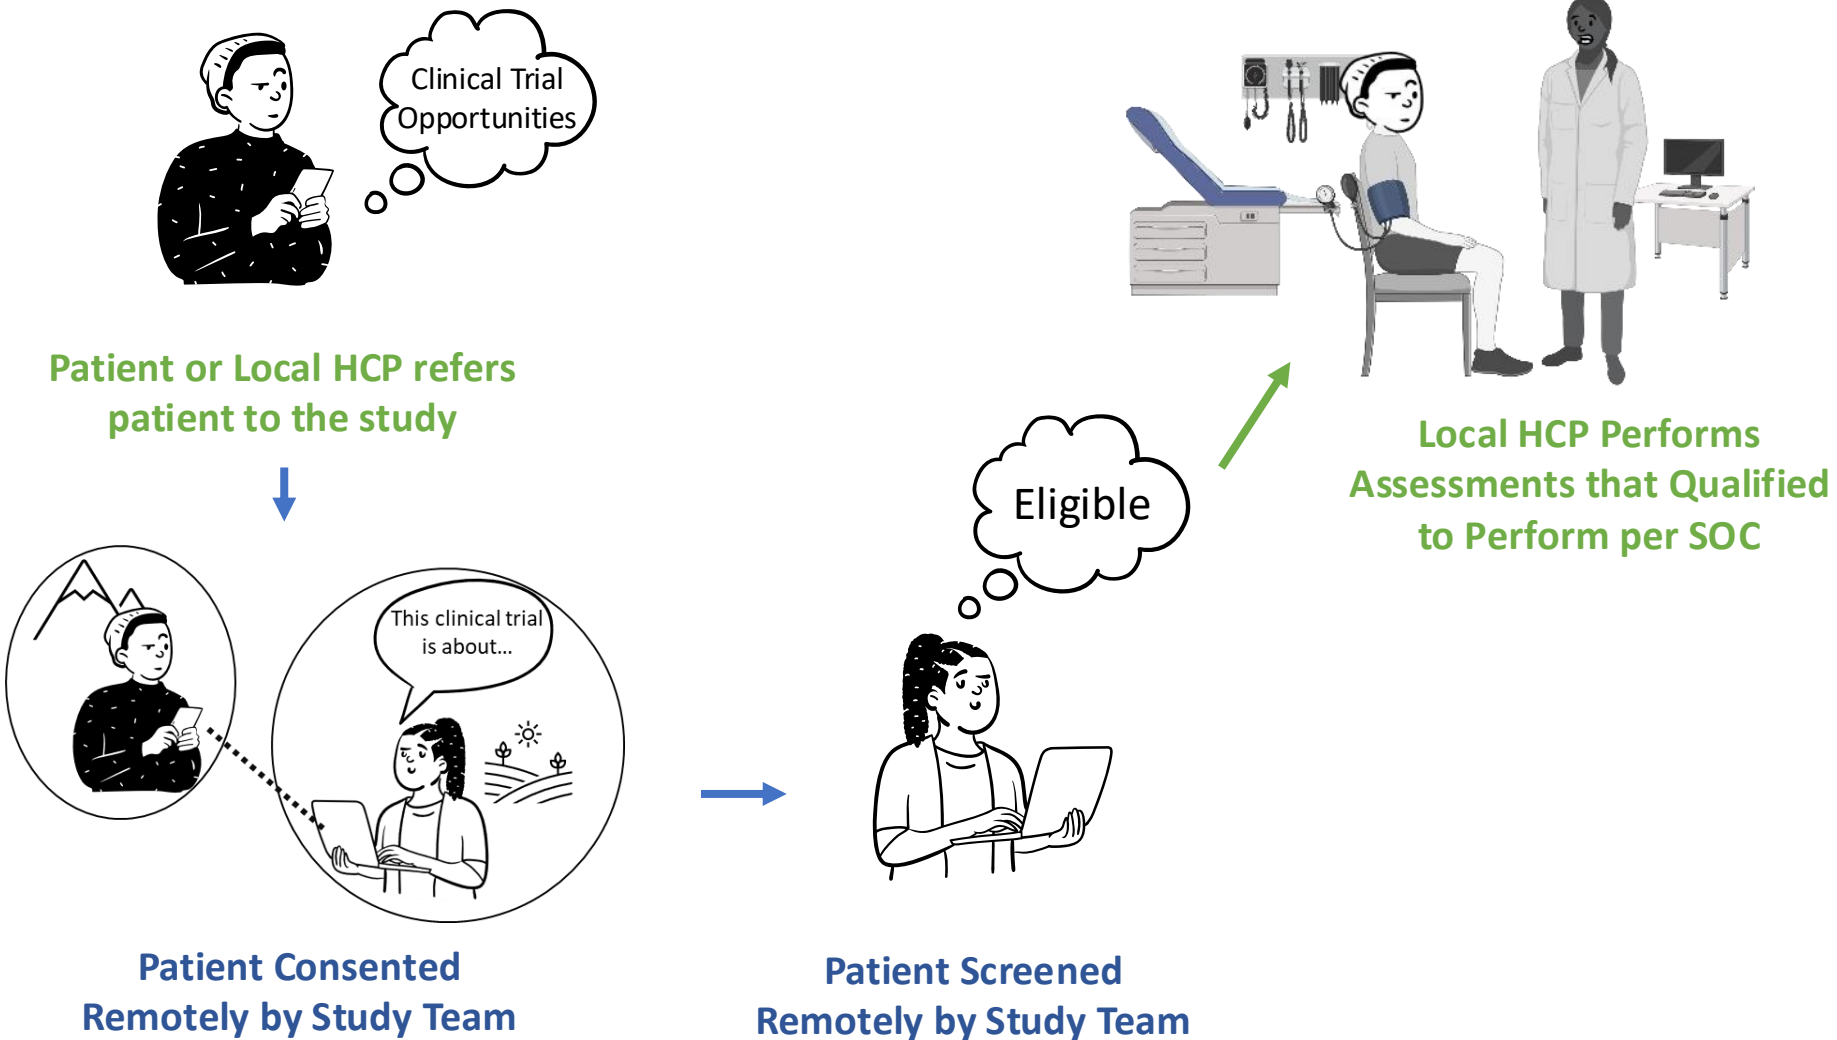 Clinical Trial
Opportunities
Patient or Local HCP refers
patient to the study
This clinical trial
is about...
Patient Consented
Remotely by Study Team
Eligible
Patient Screened
Remotely by Study Team
Local HCP Performs
Assessments that Qualified
to Perform per SOC